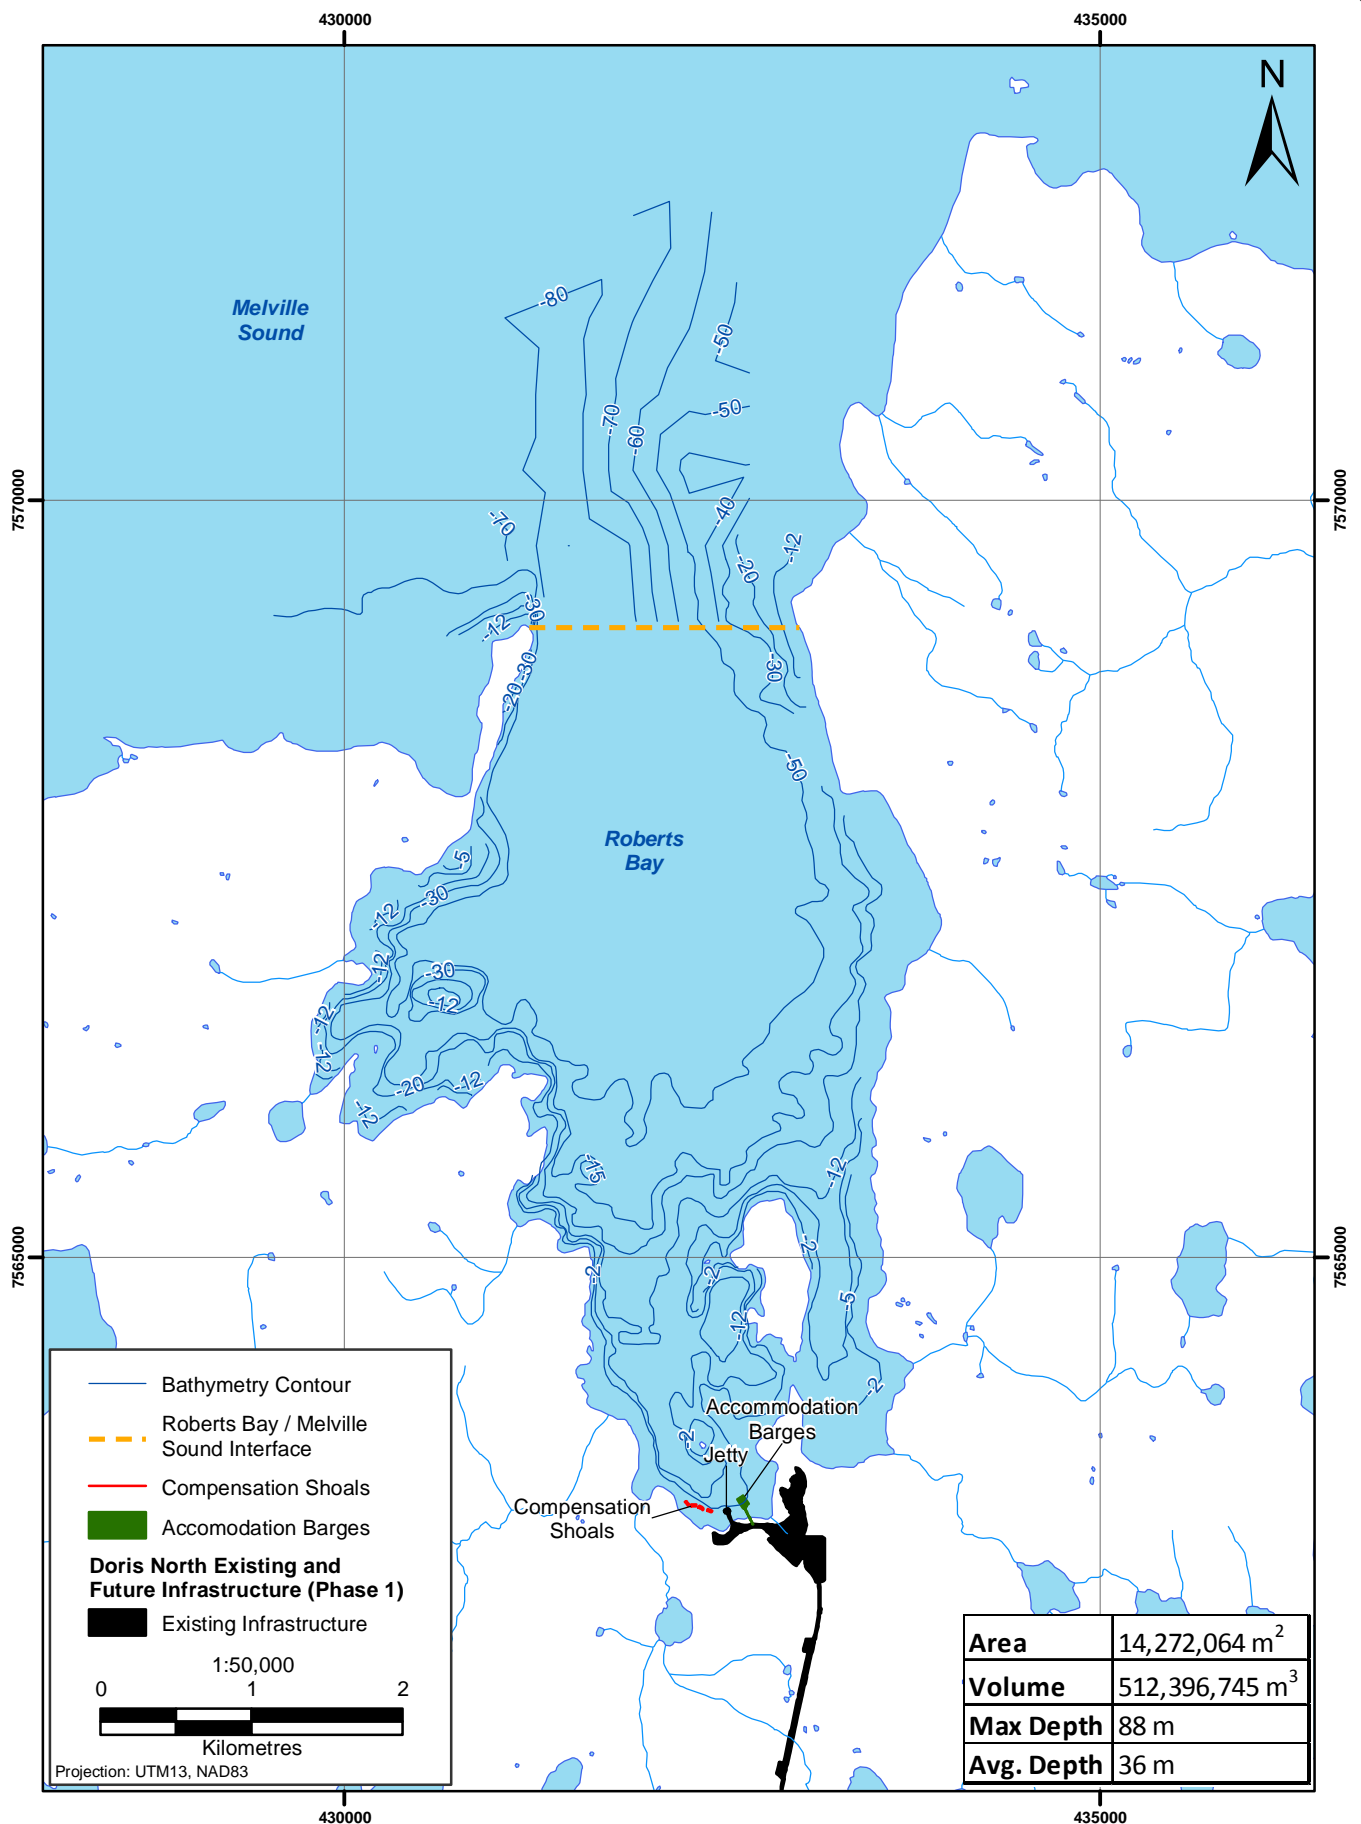 430000
435000
N
Melville
Sound
-80
-50
-50
-70
-60
7570000
7570000
-70
-40
-12
-20
-30
-12
-30
-30
-20
-50
Roberts
Bay
-5
-30
-12
-12
-30
-12
-12
-12
-20
-12
-12
-15
-12
-2
7565000
7565000
-2
-2
-5
-12
-2
Accommodation
Barges
-2
Jetty
Compensation
Shoals
Bathymetry Contour
Roberts Bay / Melville
Sound Interface
Compensation Shoals
Accomodation Barges
Doris North Existing and
Future Infrastructure (Phase 1)
Existing Infrastructure
1:50,000
0 1 2
Kilometres
Projection: UTM13, NAD83
Area 14,272,064 m²
Volume 512,396,745 m³
Max Depth 88 m
Avg. Depth 36 m
430000
435000